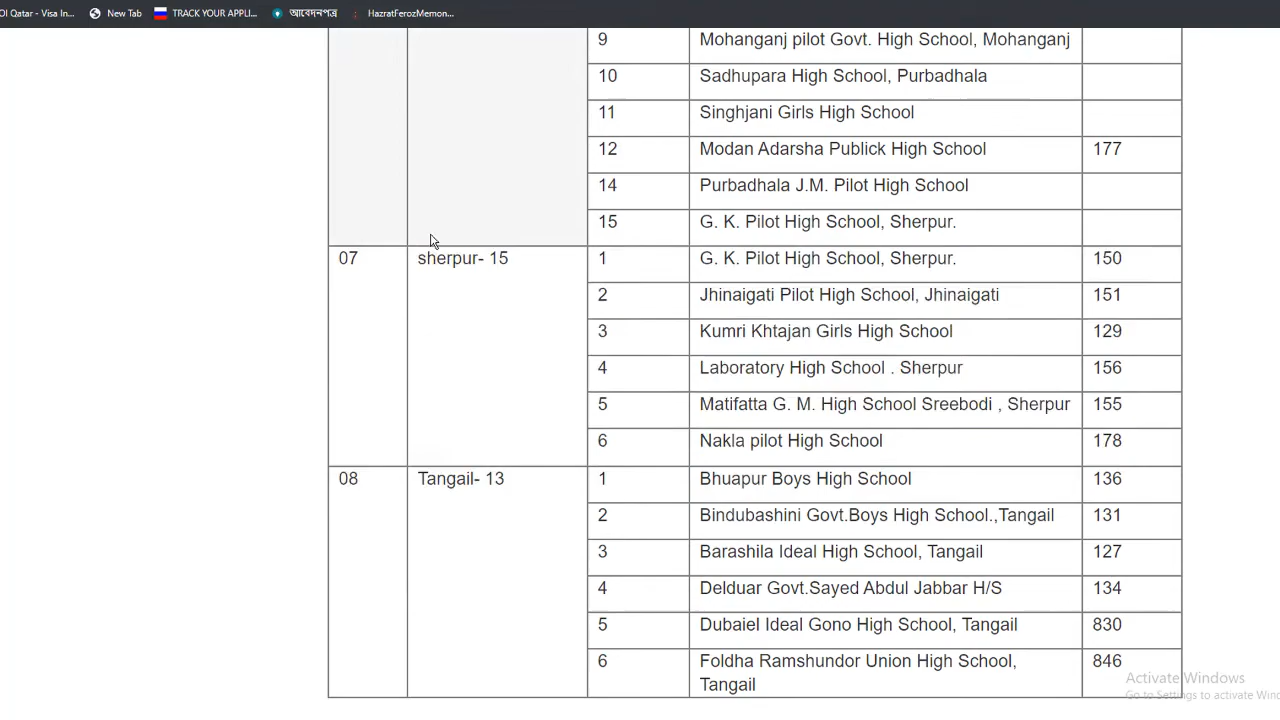 OI Qatar - Visa In... New Tab TRACK YOUR APPLI... আবেদনপত্র HazratFerozMemon...
9 Mohanganj pilot Govt. High School, Mohanganj
10 Sadhupara High School, Purbadhala
11 Singhjani Girls High School
12 Modan Adarsha Publick High School 177
14 Purbadhala J.M. Pilot High School
15 G. K. Pilot High School, Sherpur.
07 sherpur- 15 1 G. K. Pilot High School, Sherpur. 150
2 Jhinaigati Pilot High School, Jhinaigati 151
3 Kumri Khtajan Girls High School 129
4 Laboratory High School . Sherpur 156
5 Matifatta G. M. High School Sreebodi , Sherpur 155
6 Nakla pilot High School 178
08 Tangail- 13 1 Bhuapur Boys High School 136
2 Bindubashini Govt.Boys High School.,Tangail 131
3 Barashila Ideal High School, Tangail 127
4 Delduar Govt.Sayed Abdul Jabbar H/S 134
5 Dubaiel Ideal Gono High School, Tangail 830
6 Foldha Ramshundor Union High School, 846
Tangail
Activate Windows
Go to Settings to activate Wind